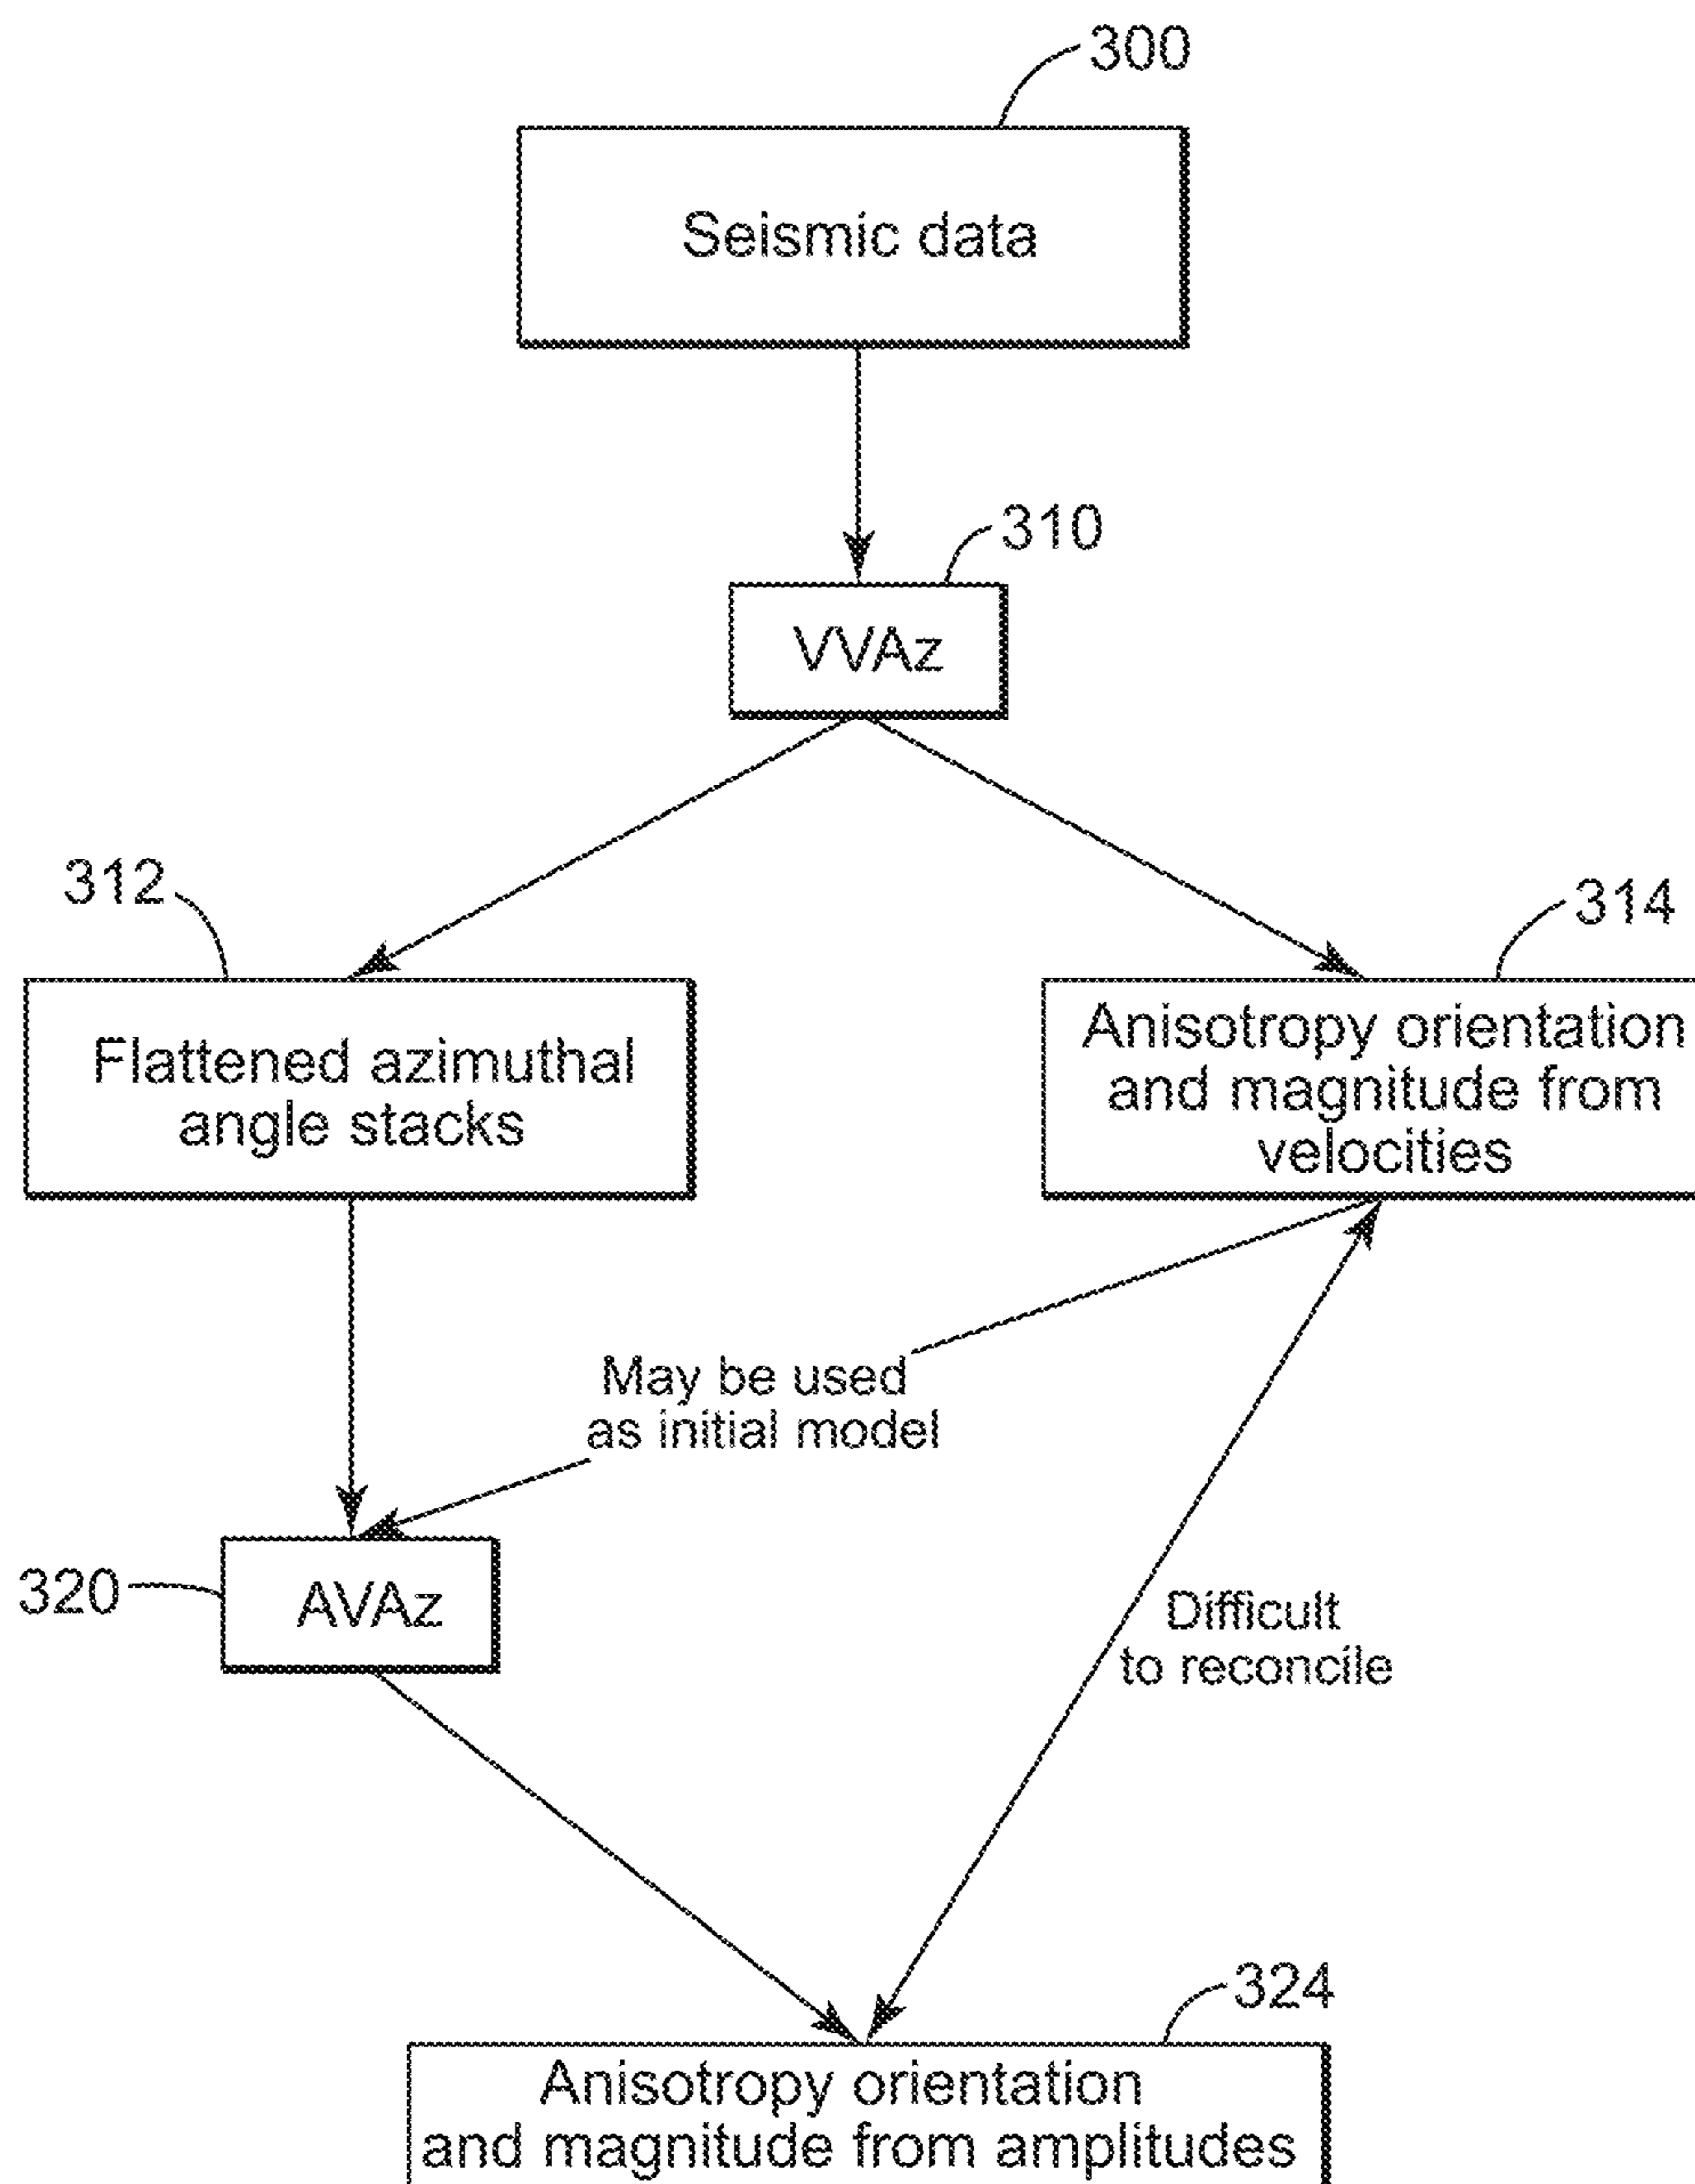 300
Seismic data
310
VVAz
312
314
Flattened azimuthal
angle stacks
Anisotropy orientation
and magnitude from
velocities
May be used
as initial model
320
AVAz
Difficult
to reconcile
324
Anisotropy orientation
and magnitude from amplitudes